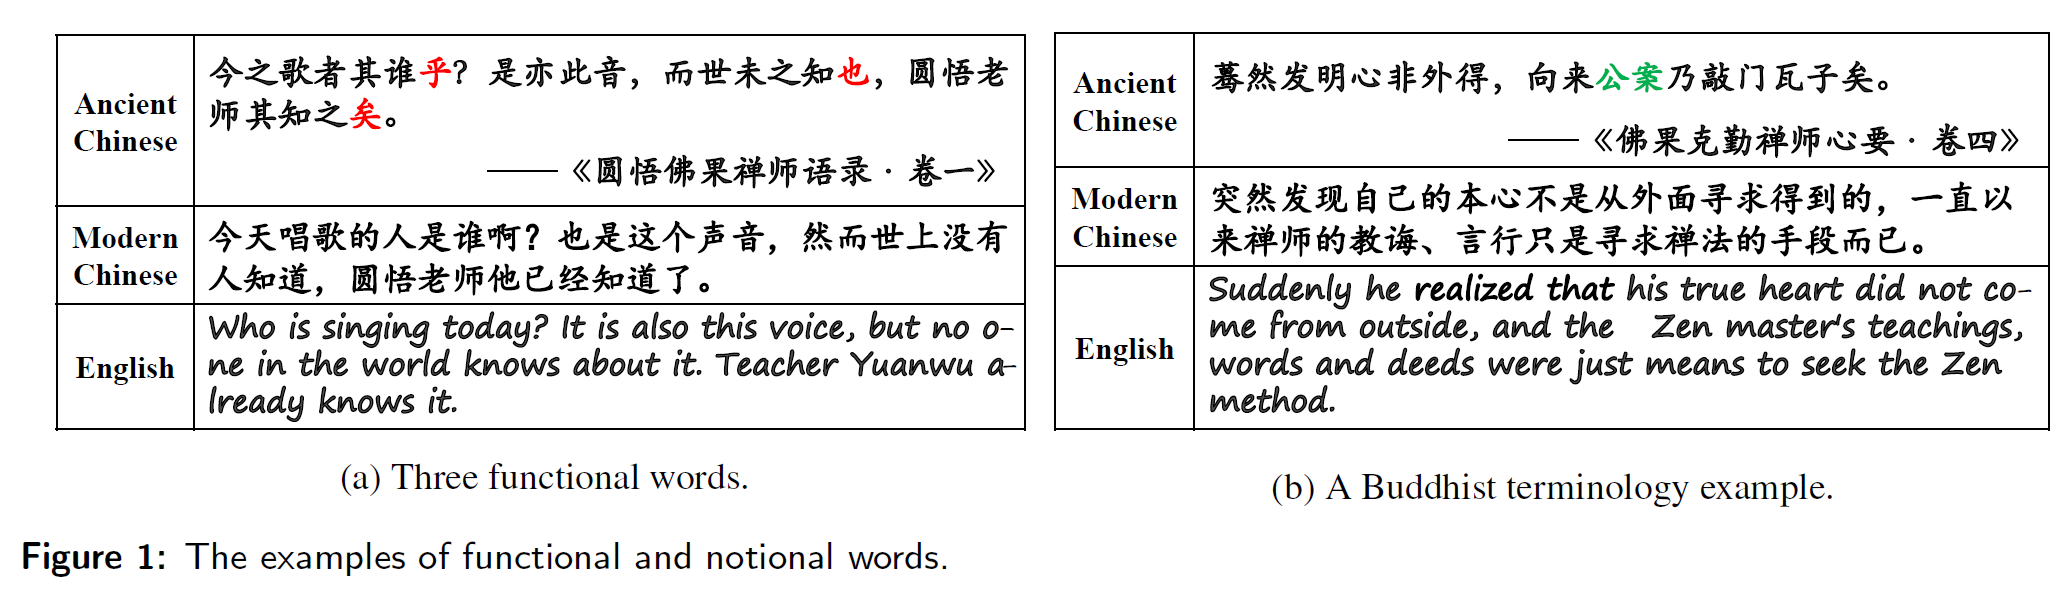 Ancient
Chinese
今之歌者其谁乎？是亦此音，而世未之知也，圆悟老
师其知之矣。
——《圆悟佛果禅师语录·卷一》
Modern
Chinese
今天唱歌的人是谁啊？也是这个声音，然而世上没有
人知道，圆悟老师他已经知道了。
English
Who is singing today? It is also this voice, but no o-
ne in the world knows about it. Teacher Yuanwu a-
lready knows it.
(a) Three functional words.
Ancient
Chinese
蓦然发明心非外得，向来公案乃敲门瓦子矣。
——《佛果克勤禅师心要·卷四》
Modern
Chinese
突然发现自己的本心不是从外面寻求得到的，一直以
来禅师的教诲、言行只是寻求禅法的手段而已。
English
Suddenly he realized that his true heart did not co-
me from outside, and the Zen master's teachings,
words and deeds were just means to seek the Zen
method.
(b) A Buddhist terminology example.
Figure 1: The examples of functional and notional words.